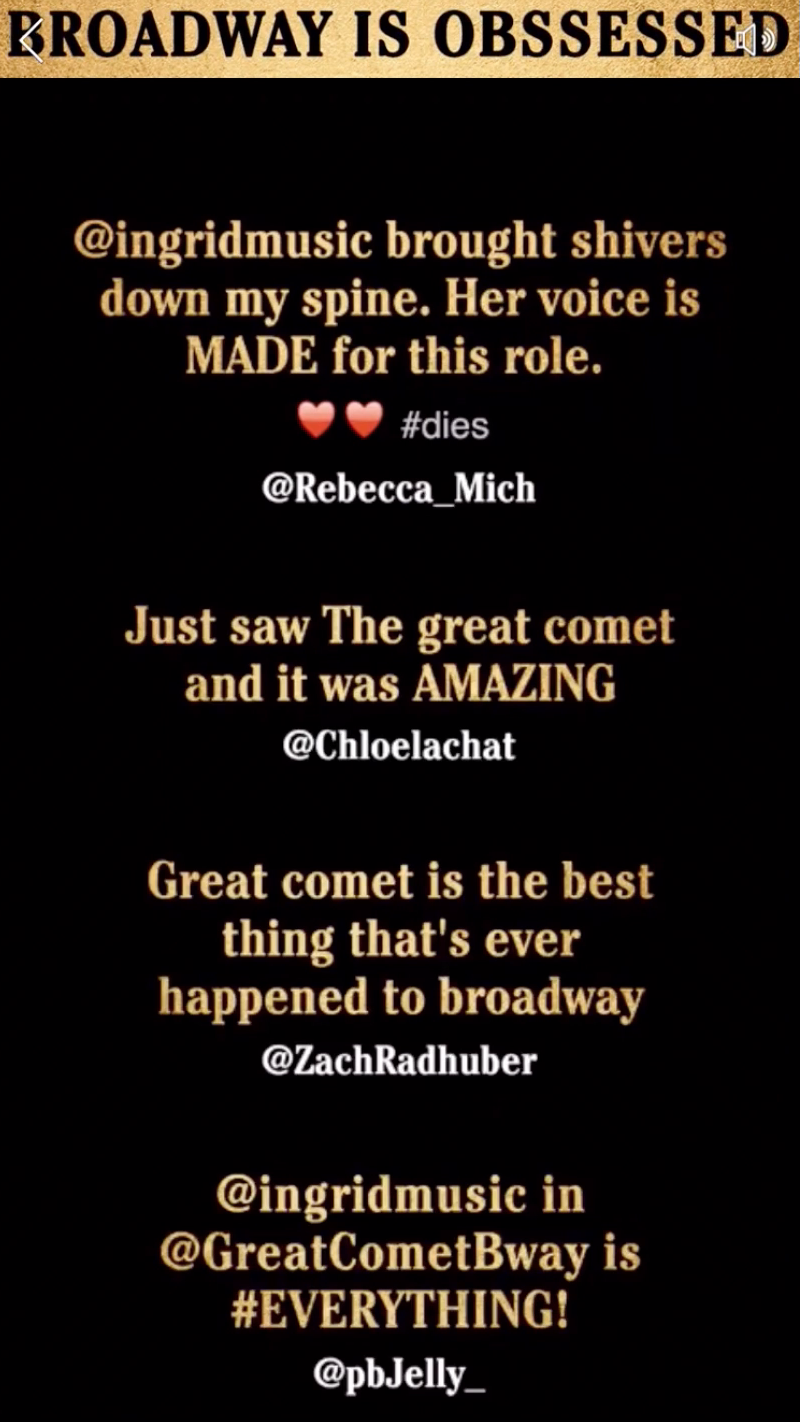 BROADWAY IS OBSSESSED
@ingridmusic brought shivers
down my spine. Her voice is
MADE for this role.
♥♥ #dies
@Rebecca_Mich
Just saw The great comet
and it was AMAZING
@Chloelachat
Great comet is the best
thing that's ever
happened to broadway
@ZachRadhuber
@ingridmusic in
@GreatCometBway is
#EVERYTHING!
@pbJelly_